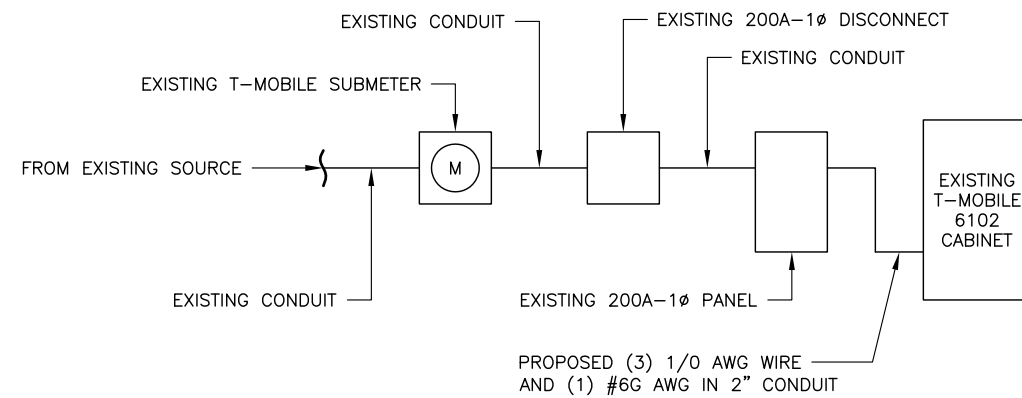 EXISTING CONDUIT
EXISTING 200A-1ø DISCONNECT
EXISTING CONDUIT
EXISTING T-MOBILE SUBMETER
FROM EXISTING SOURCE
M
EXISTING
T-MOBILE
6102
CABINET
EXISTING CONDUIT
EXISTING 200A-1ø PANEL
PROPOSED (3) 1/0 AWG WIRE
AND (1) #6G AWG IN 2" CONDUIT